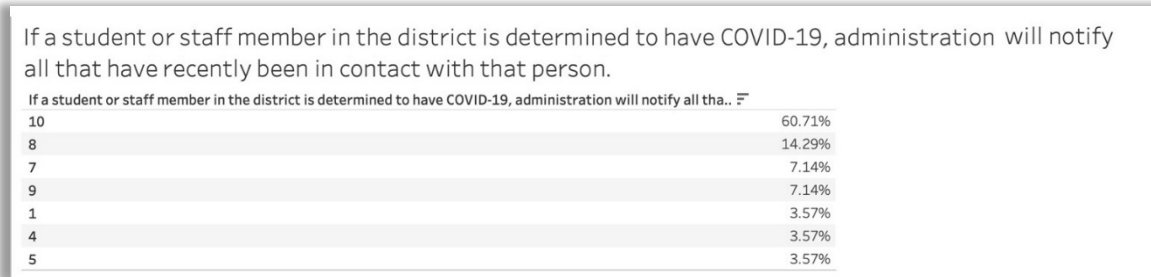 If a student or staff member in the district is determined to have COVID-19, administration will notify
all that have recently been in contact with that person.
If a student or staff member in the district is determined to have COVID-19, administration will notify all tha..
10 60.71%
8 14.29%
7 7.14%
9 7.14%
1 3.57%
4 3.57%
5 3.57%